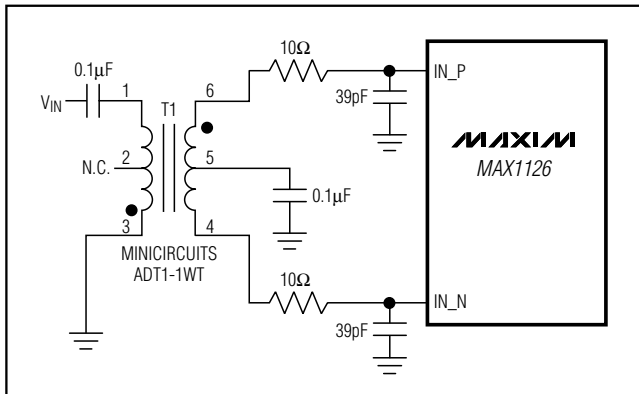 10Ω
0.1μF
1
6
T1
39pF
IN_P
VIN
MAXIM
MAX1126
N.C.
2
5
0.1μF
3
4
MINICIRCUITS
ADT1-1WT
10Ω
IN_N
39pF